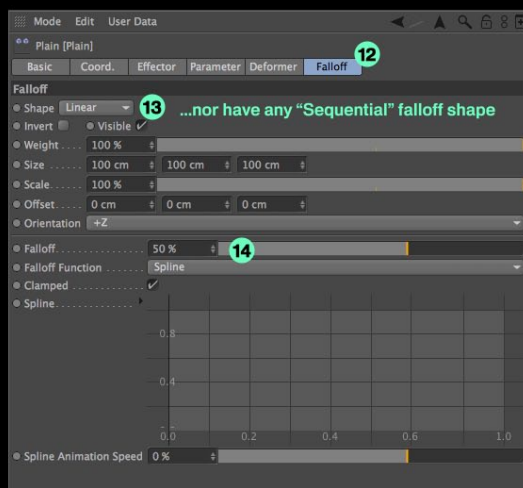 Mode Edit User Data
Plain [Plain]
12
Basic Coord. Effector Parameter Deformer Falloff
Falloff
Shape Linear 13 ...nor have any “Sequential” falloff shape
Invert Visible
Weight.... 100 %
Size...... 100 cm 100 cm 100 cm
Scale..... 100 %
Offset.... 0 cm 0 cm 0 cm
Orientation +Z
Falloff............. 50 % 14
Falloff Function ....... Spline
Clamped ............
Spline..............
0.8
0.4
0.0 0.2 0.4 0.6 1.0
Spline Animation Speed 0 %